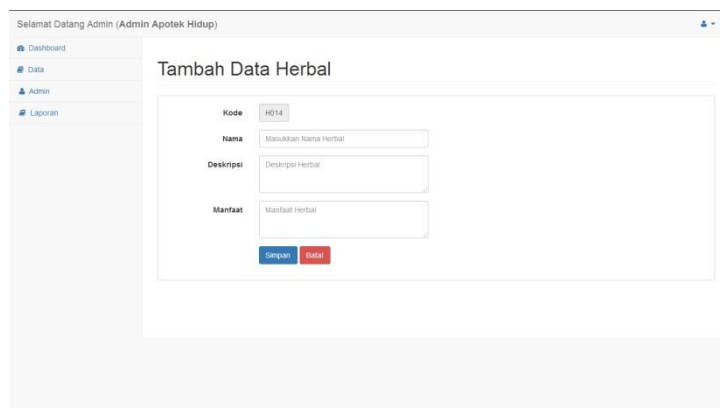 Selamat Datang Admin (Admin Apotek Hidup)
Dashboard
Data
Admin
Laporan
Tambah Data Herbal
Kode H014
Nama Masukkan Nama Herbal
Deskripsi Deskripsi Herbal
Manfaat Manfaat Herbal
Simpan Batal